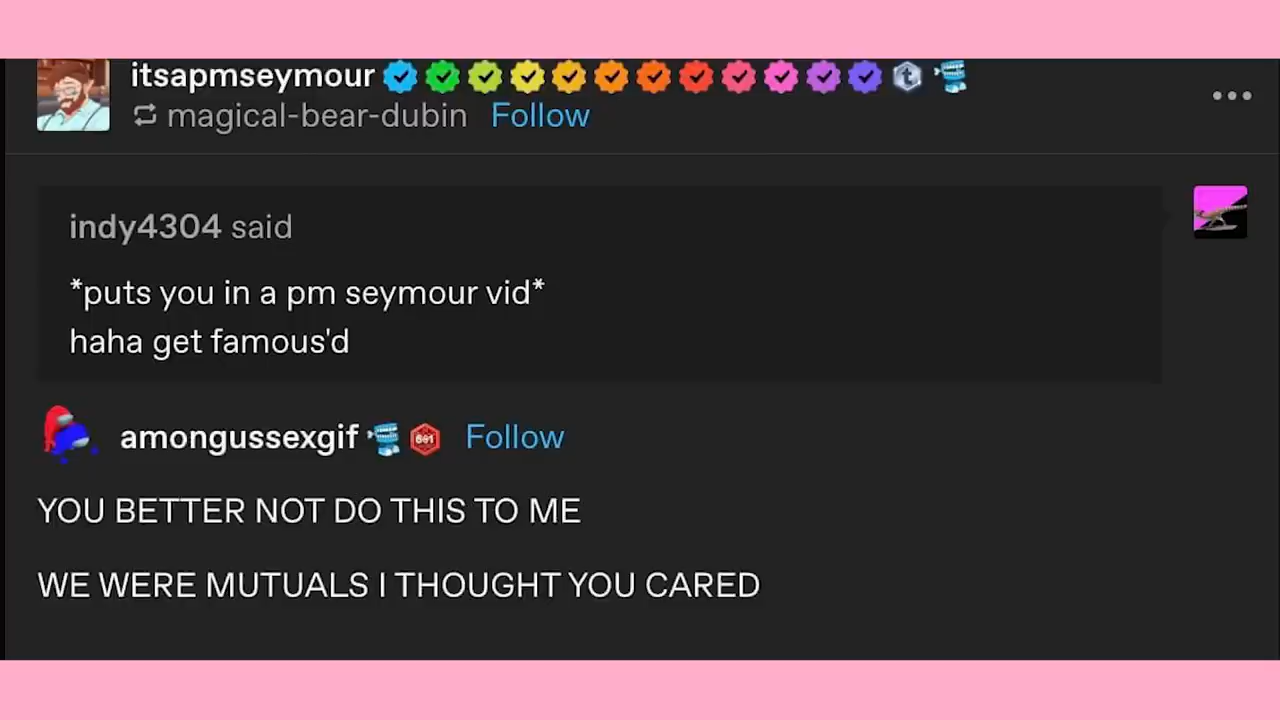 itsapmseymour
magical-bear-dubin Follow
indy4304 said
*puts you in a pm seymour vid*
haha get famous'd
amongussexgif Follow
YOU BETTER NOT DO THIS TO ME
WE WERE MUTUALS I THOUGHT YOU CARED